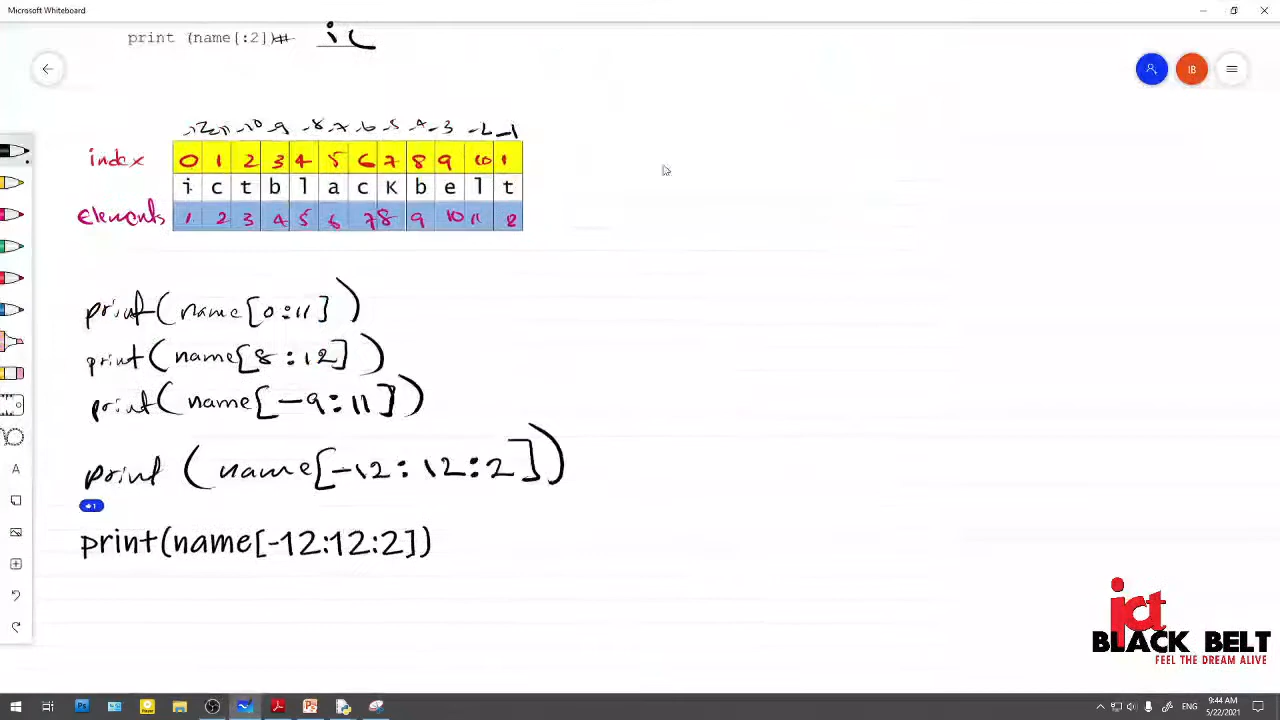 Microsoft Whiteboard
print (name[:2])# ic
IB
-12 -11 -10 -9 -8 -7 -6 -5 -4 -3 -2 -1
index 0 1 2 3 4 5 6 7 8 9 10 1
i c t b l a c k b e l t
Elements 1 2 3 4 5 6 7 8 9 10 11 12
print(name[0:11])
print(name[8:12])
print(name[-9:11])
print (name[-12:12:2])
1
print(name[-12:12:2])
A
ict
BLACK BELT
FEEL THE DREAM ALIVE
ENG
9:44 AM
5/22/2021